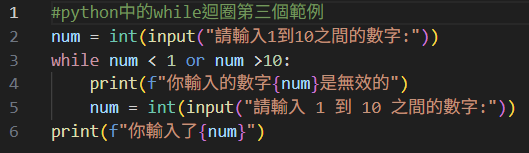 1 #python中的while迴圈第三個範例
2 num = int(input("請輸入1到10之間的數字:"))
3 while num < 1 or num >10:
4     print(f"你輸入的數字{num}是無效的")
5     num = int(input("請輸入 1 到 10 之間的數字:"))
6 print(f"你輸入了{num}")